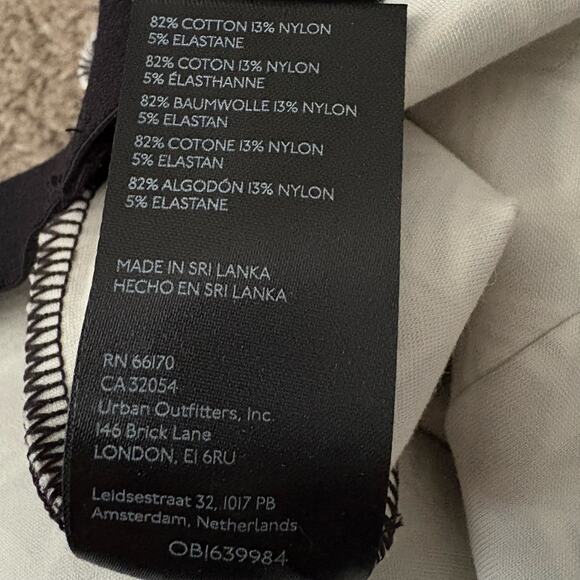 82% COTTON 13% NYLON
5% ELASTANE
82% COTON 13% NYLON
5% ÉLASTHANNE
82% BAUMWOLLE 13% NYLON
5% ELASTAN
82% COTONE 13% NYLON
5% ELASTAN
82% ALGODÓN 13% NYLON
5% ELASTANE
MADE IN SRI LANKA
HECHO EN SRI LANKA
RN 66170
CA 32054
Urban Outfitters, Inc.
146 Brick Lane
LONDON, E1 6RU
Leidsestraat 32, 1017 PB
Amsterdam, Netherlands
OB1639984